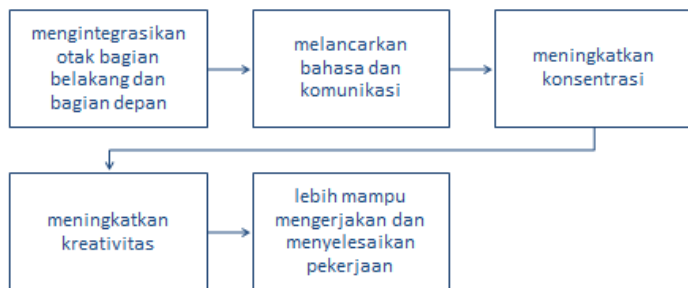 mengintegrasikan
otak bagian
belakang dan
bagian depan
melancarkan
bahasa dan
komunikasi
meningkatkan
konsentrasi
meningkatkan
kreativitas
lebih mampu
mengerjakan dan
menyelesaikan
pekerjaan